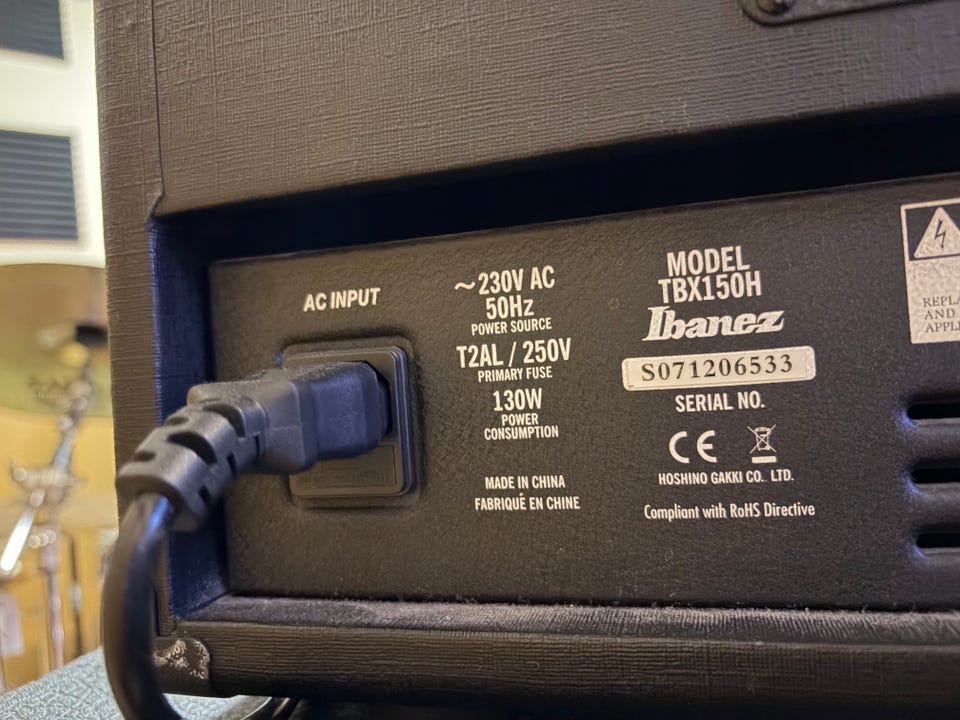 AC INPUT
~230V AC
50Hz
POWER SOURCE
T2AL / 250V
PRIMARY FUSE
130W
POWER
CONSUMPTION
MADE IN CHINA
FABRIQUÉ EN CHINE
MODEL
TBX150H
Ibanez
S071206533
SERIAL NO.
CE
HOSHINO GAKKI CO. LTD.
Compliant with RoHS Directive
AND